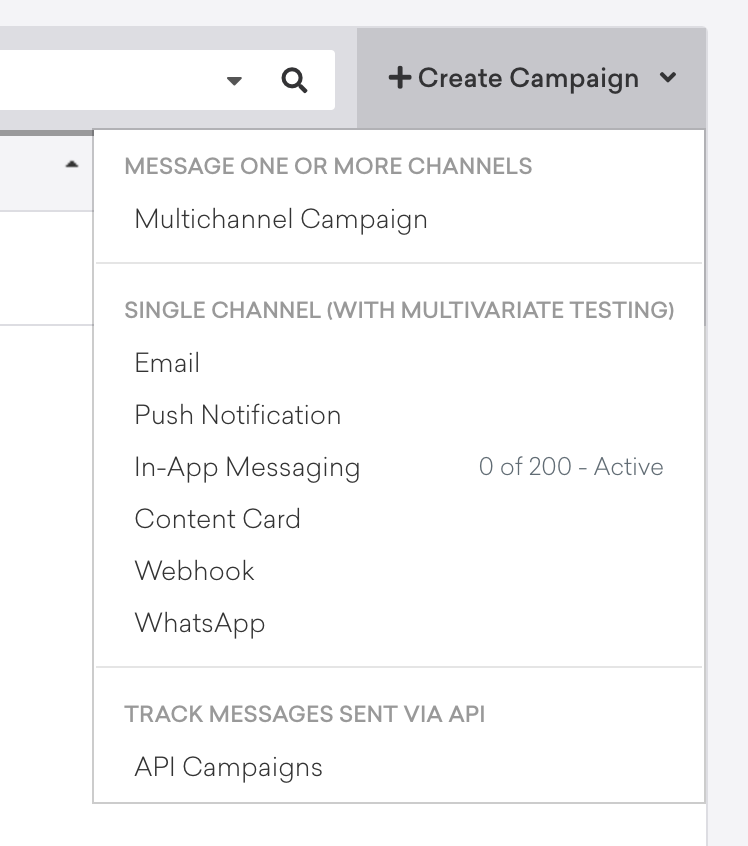 Create Campaign
MESSAGE ONE OR MORE CHANNELS
Multichannel Campaign
SINGLE CHANNEL (WITH MULTIVARIATE TESTING)
Email
Push Notification
In-App Messaging 0 of 200 - Active
Content Card
Webhook
WhatsApp
TRACK MESSAGES SENT VIA API
API Campaigns